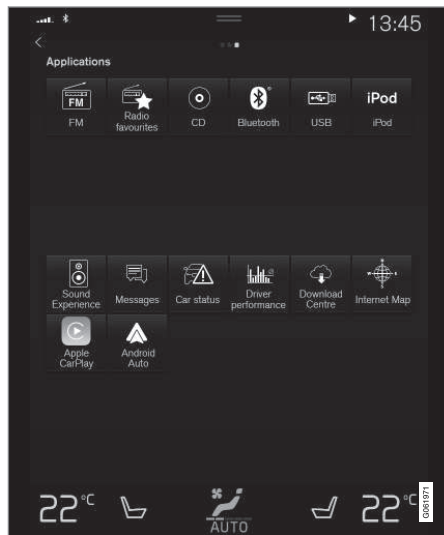 13:45
Applications
FM
iPod
FM
Radio
favourites
CD
Bluetooth
USB
iPod
Sound
Experience
Messages
Car status
Driver
performance
Download
Centre
Internet Map
Apple
CarPlay
Android
Auto
22°C
AUTO
22°C
G061971